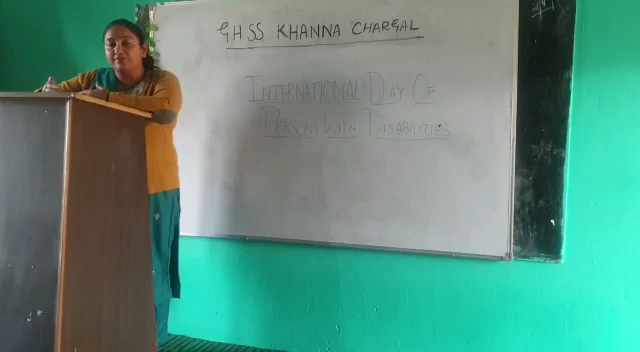 GHSS KHANNA CHARGAL
INTERNATIONAL DAY OF
PERSONS WITH DISABILITIES